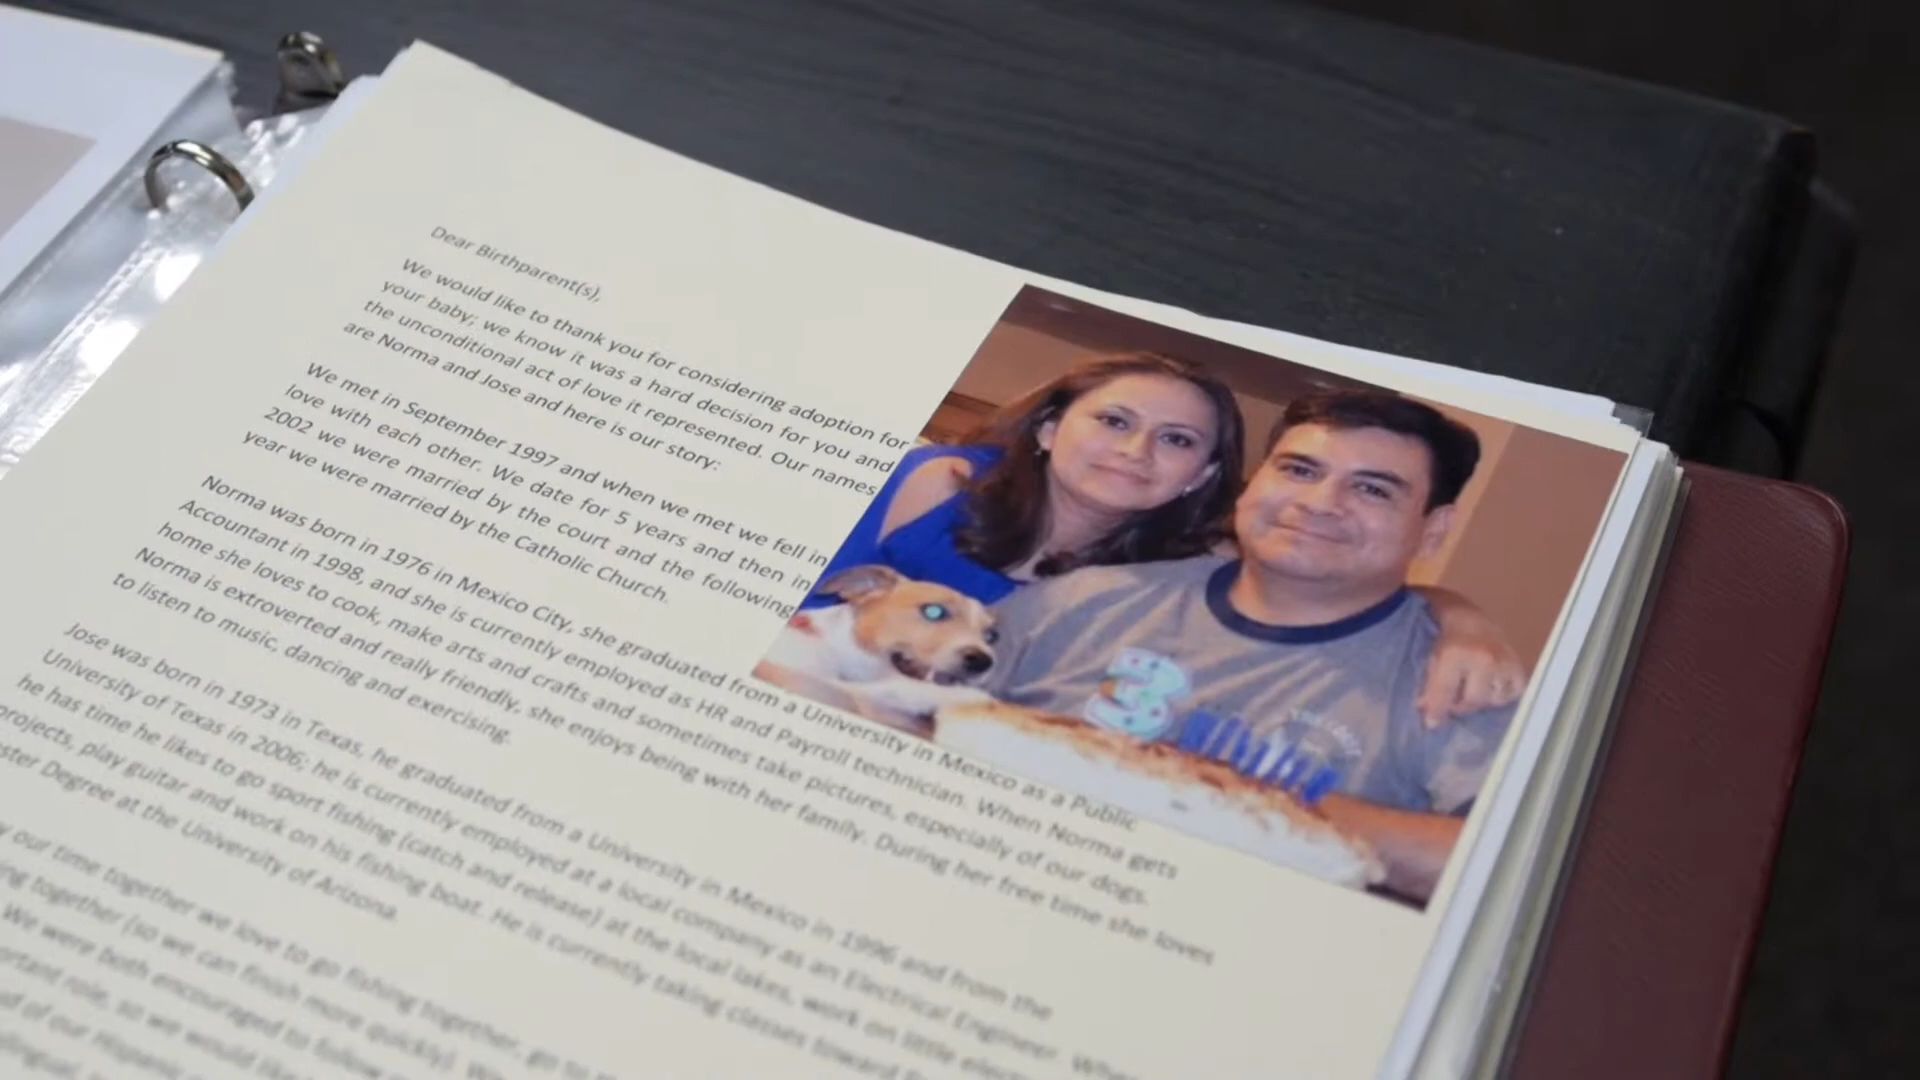 Dear Birthparent(s),
We would like to thank you for considering adoption for
your baby; we know it was a hard decision for you and
the unconditional act of love it represented. Our names
are Norma and Jose and here is our story:
We met in September 1997 and when we met we fell in
love with each other. We date for 5 years and then in
2002 we were married by the court and the following
year we were married by the Catholic Church.
Norma was born in 1976 in Mexico City, she graduated from a University in Mexico as a Public
Accountant in 1998, and she is currently employed as HR and Payroll technician. When Norma gets
home she loves to cook, make arts and crafts and sometimes take pictures, especially of our dogs.
Norma is extroverted and really friendly, she enjoys being with her family. During her free time she loves
to listen to music, dancing and exercising.
Jose was born in 1973 in Texas, he graduated from a University in Mexico in 1996 and from the
University of Texas in 2006; he is currently employed at a local company as an Electrical Engineer. When
he has time he likes to go sport fishing (catch and release) at the local lakes, work on little
projects, play guitar and work on his fishing boat. He is currently taking classes toward
Degree at the University of Arizona.
our time together we love to go fishing together, go to
together (so we can finish more quickly).
We were both encouraged to follow
role, so we would
of our Hispanic
3